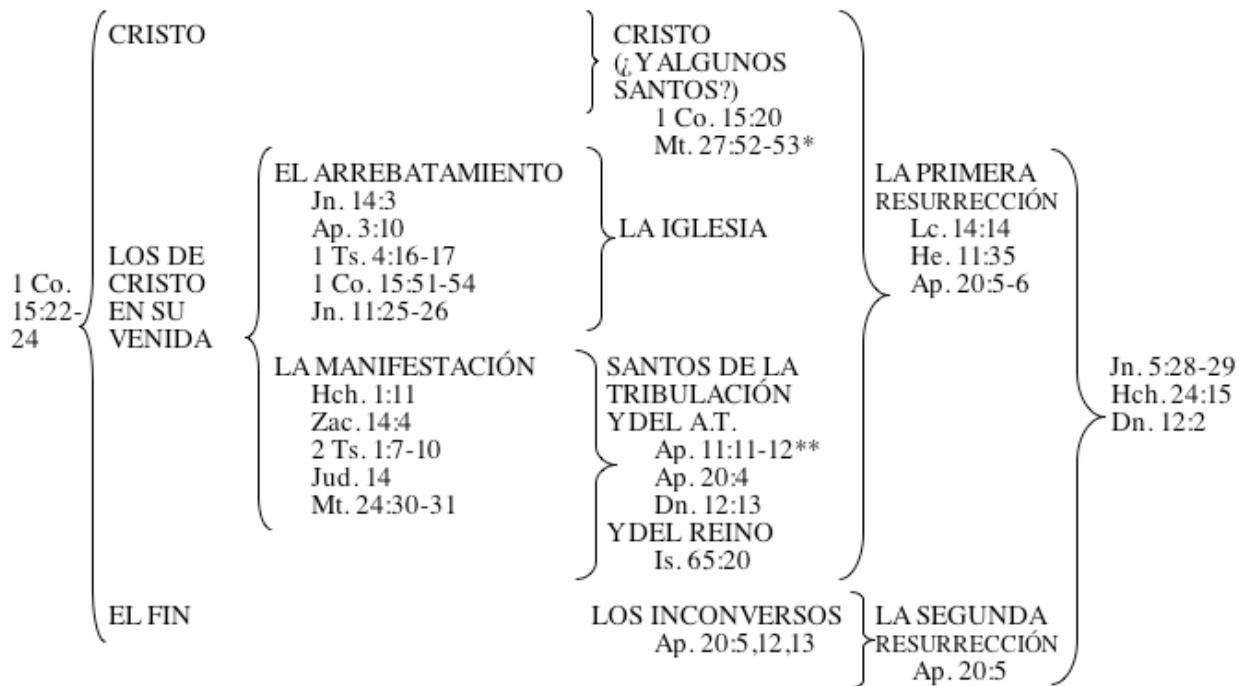 CRISTO
CRISTO
(¿ Y ALGUNOS
SANTOS?)
1 Co. 15:20
Mt. 27:52-53*
EL ARREBATAMIENTO
Jn. 14:3
Ap. 3:10
1 Ts. 4:16-17
1 Co. 15:51-54
Jn. 11:25-26
LA IGLESIA
LA PRIMERA
RESURRECCIÓN
Lc. 14:14
He. 11:35
Ap. 20:5-6
1 Co.
15:22-
24
LOS DE
CRISTO
EN SU
VENIDA
LA MANIFESTACIÓN
Hch. 1:11
Zac. 14:4
2 Ts. 1:7-10
Jud. 14
Mt. 24:30-31
SANTOS DE LA
TRIBULACIÓN
Y DEL A.T.
Ap. 11:11-12**
Ap. 20:4
Dn. 12:13
Y DEL REINO
Is. 65:20
Jn. 5:28-29
Hch. 24:15
Dn. 12:2
EL FIN
LOS INCONVERSOS
Ap. 20:5,12,13
LA SEGUNDA
RESURRECCIÓN
Ap. 20:5